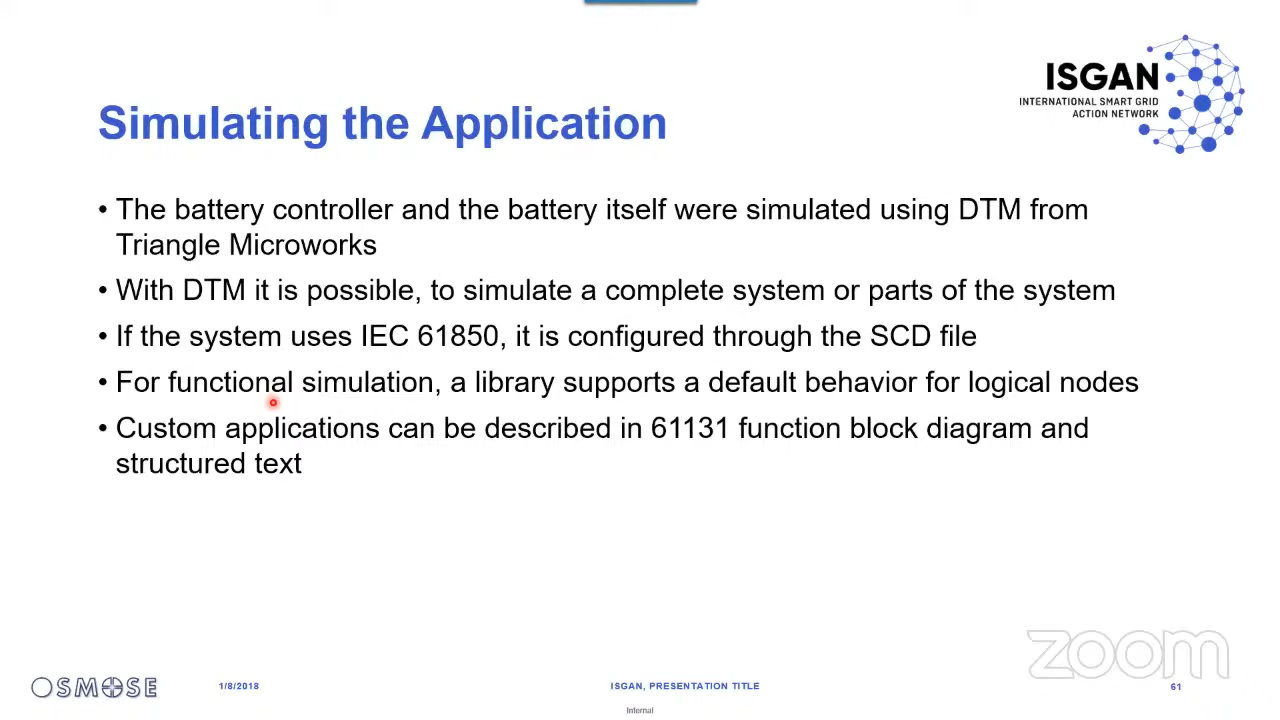 ISGAN
INTERNATIONAL SMART GRID
ACTION NETWORK
Simulating the Application
• The battery controller and the battery itself were simulated using DTM from
Triangle Microworks
• With DTM it is possible, to simulate a complete system or parts of the system
• If the system uses IEC 61850, it is configured through the SCD file
• For functional simulation, a library supports a default behavior for logical nodes
• Custom applications can be described in 61131 function block diagram and
structured text
zoom
OSMOSE
1/8/2018
ISGAN, PRESENTATION TITLE
61
Internal